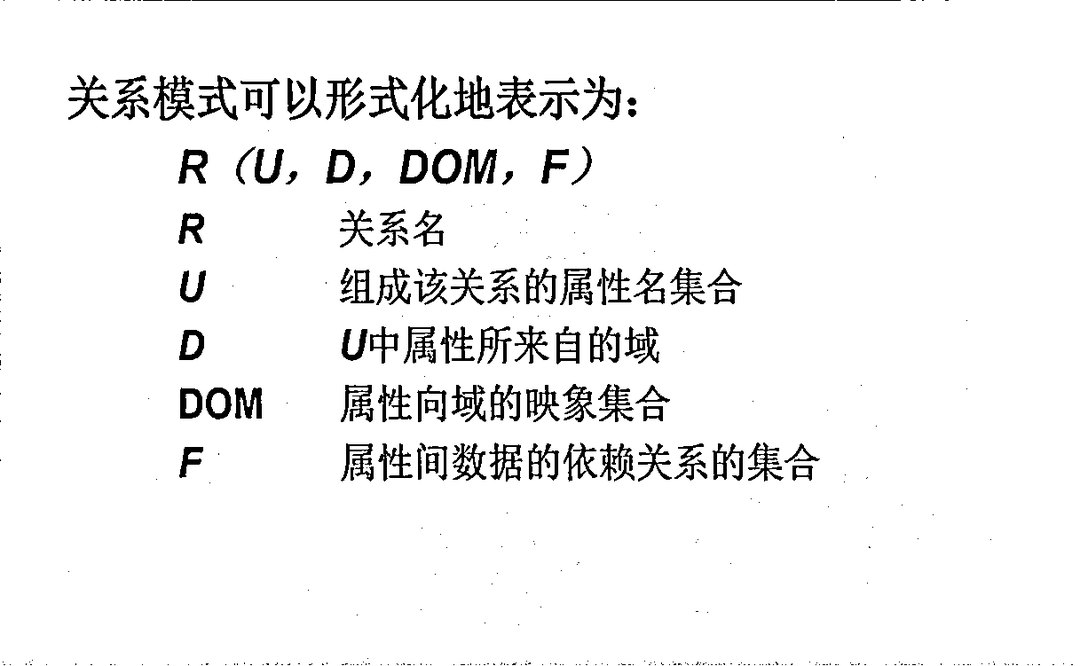 关系模式可以形式化地表示为：
R（U，D，DOM，F）
R 关系名
U 组成该关系的属性名集合
D U中属性所来自的域
DOM 属性向域的映象集合
F 属性间数据的依赖关系的集合